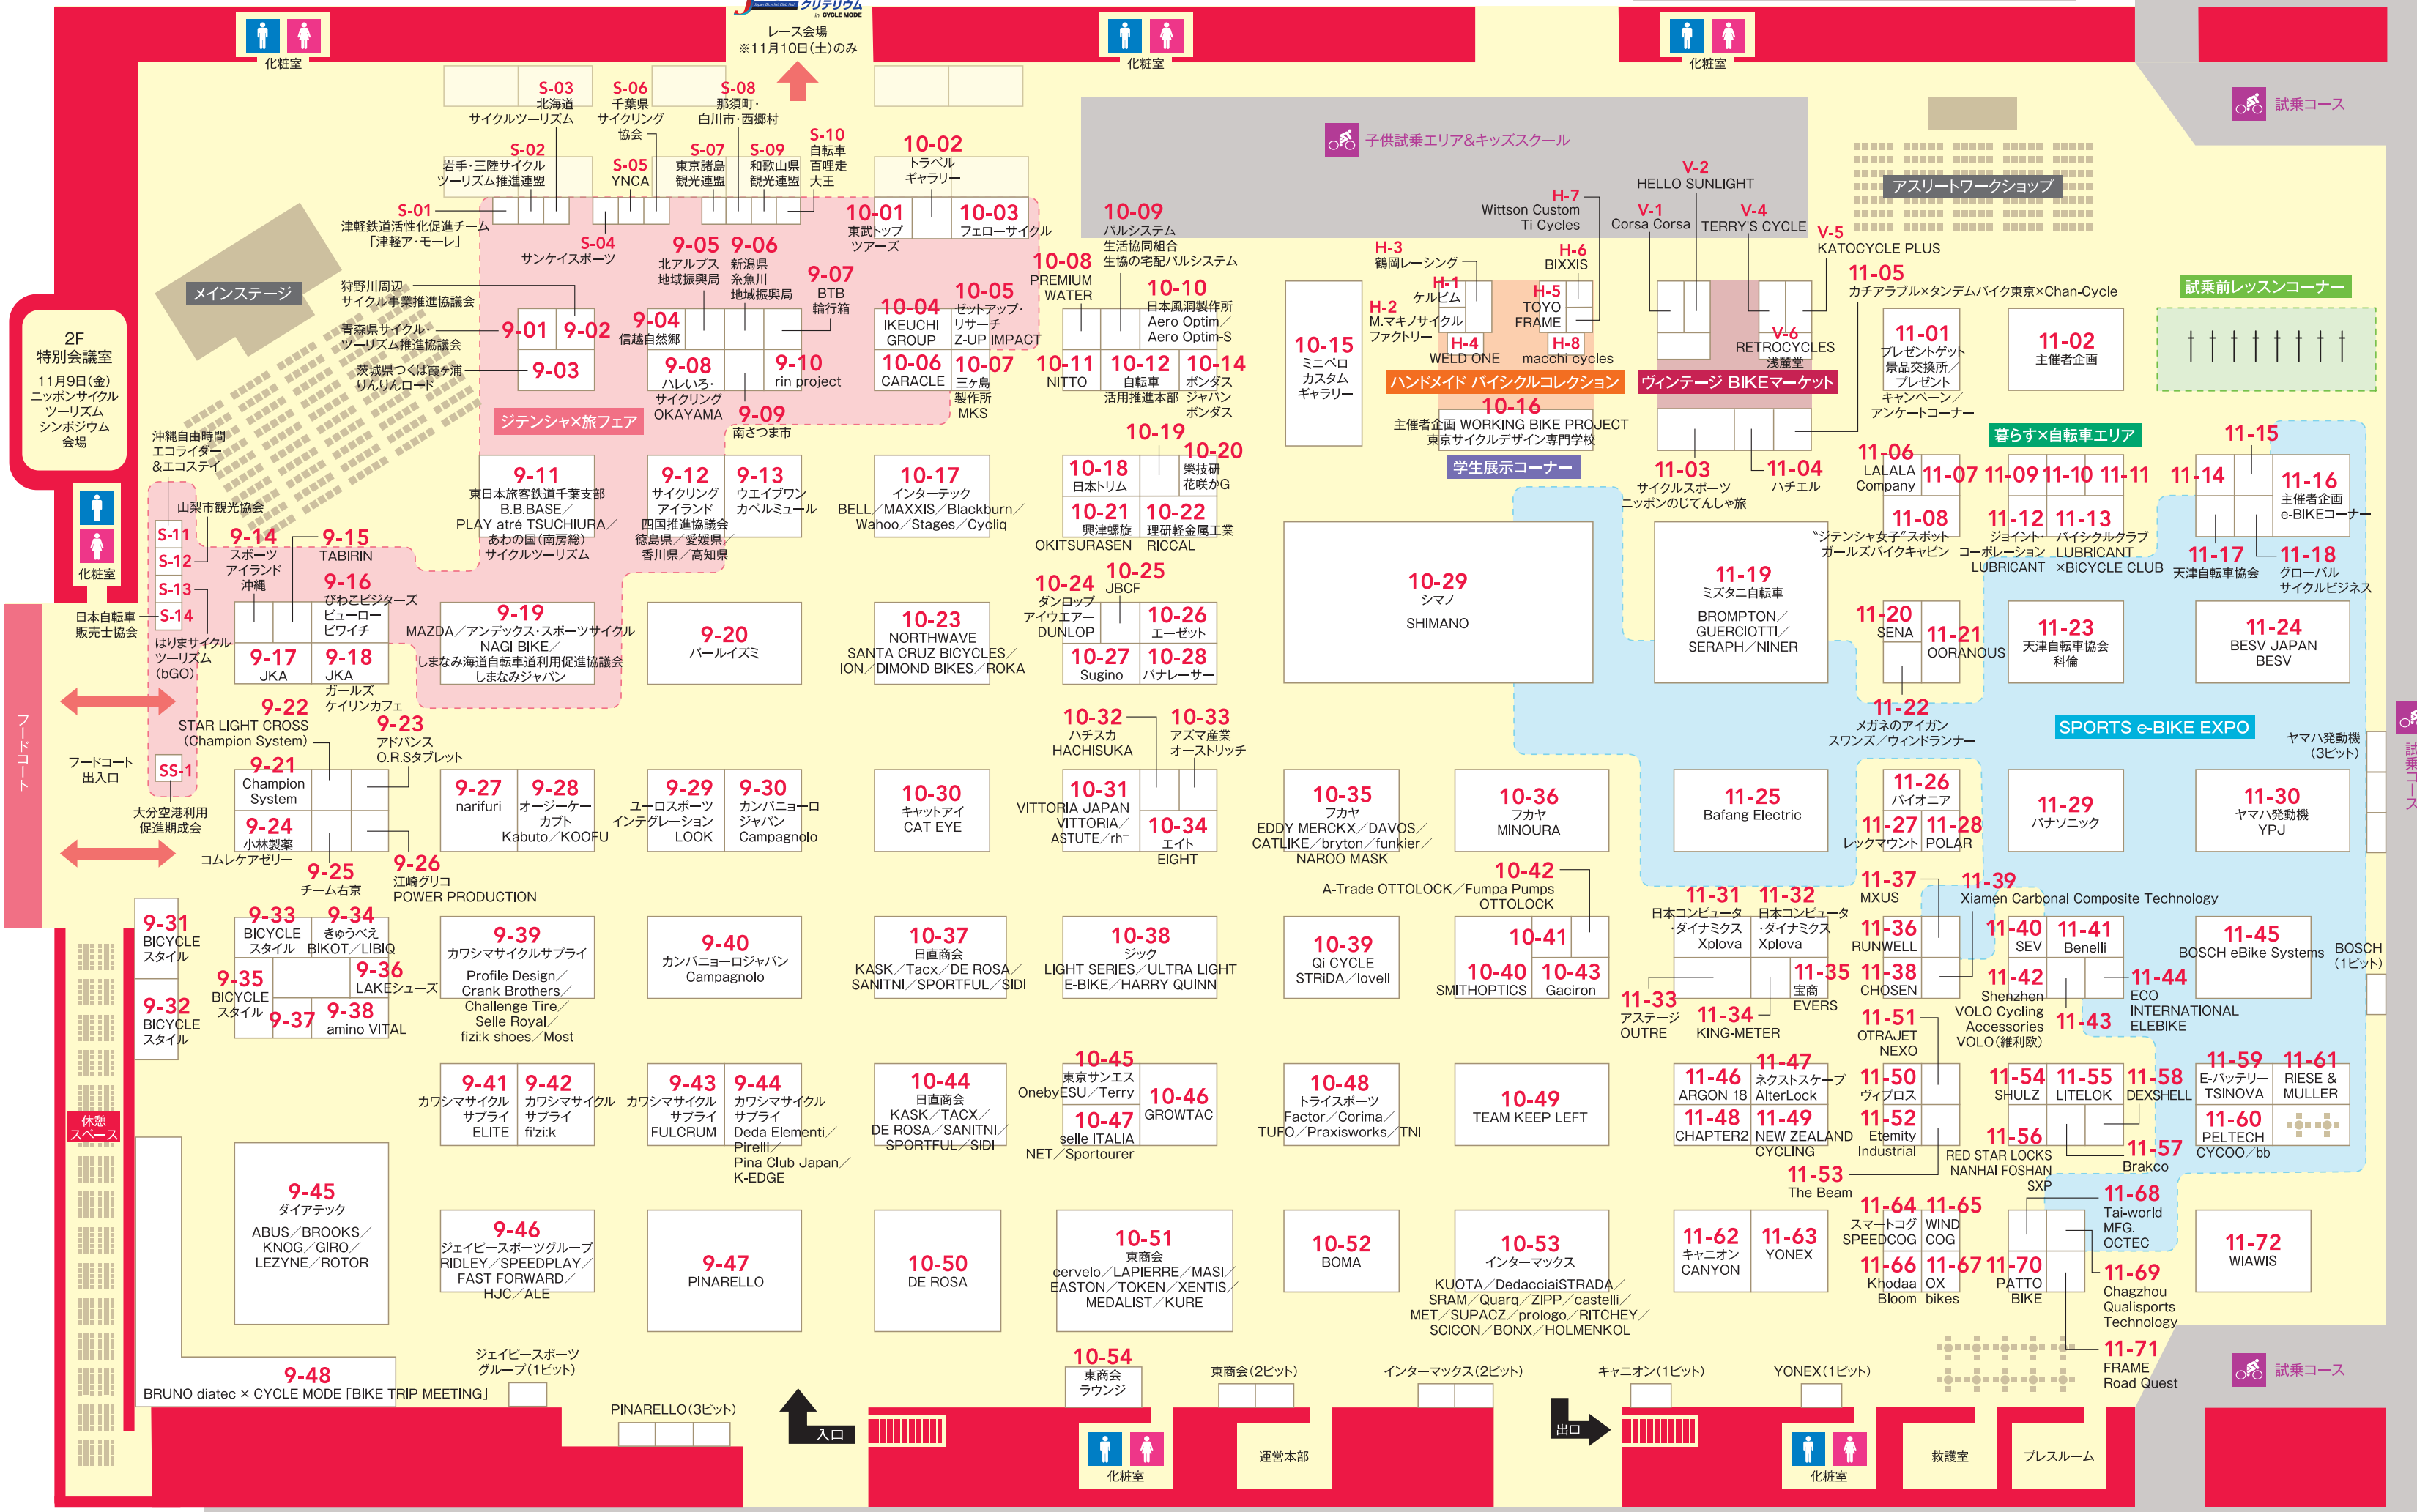 Japan Bicycle Club Nat.
クリテリウム
in CYCLE MODE
レース会場
※11月10日(土)のみ
化粧室
化粧室
化粧室
試乗コース
子供試乗エリア&キッズスクール
アスリートワークショップ
試乗前レッスンコーナー
メインステージ
2F
特別会議室
11月9日(金)
ニッポンサイクル
ツーリズム
シンポジウム
会場
化粧室
S-01
津軽鉄道活性化促進チーム
「津軽ア・モーレ」
S-02
岩手・三陸サイクル
ツーリズム推進連盟
S-03
北海道
サイクルツーリズム
S-04
サンケイスポーツ
S-05
YNCA
S-06
千葉県
サイクリング
協会
S-07
東京諸島
観光連盟
S-08
那須町・
白川市・西郷村
S-09
和歌山県
観光連盟
S-10
自転車
百哩走
大王
10-01
東武トップ
ツアーズ
10-02
トラベル
ギャラリー
10-03
フェローサイクル
狩野川周辺
サイクル事業推進協議会
青森県サイクル・
ツーリズム推進協議会
茨城県つくば霞ヶ浦
りんりんロード
9-01
9-02
9-03
9-04
信越自然郷
9-05
北アルプス
地域振興局
9-06
新潟県
糸魚川
地域振興局
9-07
BTB
輪行箱
9-08
ハレいろ・
サイクリング
OKAYAMA
9-09
南さつま市
9-10
rin project
ジテンシャ×旅フェア
10-04
IKEUCHI
GROUP
10-05
ゼットアップ・
リサーチ
Z-UP IMPACT
10-06
CARACLE
10-07
三ヶ島
製作所
MKS
10-08
PREMIUM
WATER
10-09
パルシステム
生活協同組合
生協の宅配パルシステム
10-10
日本風洞製作所
Aero Optim/
Aero Optim-S
10-11
NITTO
10-12
自転車
活用推進本部
10-14
ボンダス
ジャパン
ボンダス
10-15
ミニベロ
カスタム
ギャラリー
H-1
ケルビム
H-2
M.マキノサイクル
ファクトリー
H-3
鶴岡レーシング
H-4
WELD ONE
H-5
TOYO
FRAME
H-6
BIXXIS
H-7
Wittson Custom
Ti Cycles
H-8
macchi cycles
ハンドメイド バイシクルコレクション
10-16
主催者企画 WORKING BIKE PROJECT
東京サイクルデザイン専門学校
学生展示コーナー
V-1
Corsa Corsa
V-2
HELLO SUNLIGHT
V-4
TERRY'S CYCLE
V-5
KATOCYCLE PLUS
V-6
RETROCYCLES
浅麓堂
ヴィンテージ BIKEマーケット
11-01
プレゼントゲット
景品交換所/
プレゼント
キャンペーン/
アンケートコーナー
11-02
主催者企画
11-03
サイクルスポーツ
ニッポンのじてんしゃ旅
11-04
ハチエル
11-05
カチアラブル×タンデムバイク東京×Chan-Cycle
暮らす×自転車エリア
沖縄自由時間
エコライダー
&エコステイ
山梨市観光協会
S-11
S-12
S-13
S-14
日本自転車
販売士協会
はりまサイクル
ツーリズム
(bGO)
SS-1
大分空港利用
促進期成会
フードコート
フードコート
出入口
9-11
東日本旅客鉄道千葉支部
B.B.BASE/
PLAY atré TSUCHIURA/
あわの国(南房総)
サイクルツーリズム
9-12
サイクリング
アイランド
四国推進協議会
徳島県/愛媛県/
香川県/高知県
9-13
ウエイブワン
カペルミュール
10-17
インターテック
BELL/MAXXIS/Blackburn/
Wahoo/Stages/Cycliq
10-18
日本トリム
10-19
10-20
榮技研
花咲かG
10-21
興津螺旋
OKITSURASEN
10-22
理研軽金属工業
RICCAL
11-06
LALALA
Company
11-07
11-08
“ジテンシャ女子”スポット
ガールズバイクキャビン
11-09
11-10
11-11
11-12
ジョイント・
コーポレーション
LUBRICANT
11-13
バイシクルクラブ
LUBRICANT
×BiCYCLE CLUB
11-14
11-15
11-16
主催者企画
e-BIKEコーナー
11-17
天津自転車協会
11-18
グローバル
サイクルビジネス
9-14
スポーツ
アイランド
沖縄
9-15
TABIRIN
9-16
びわこビジターズ
ビューロー
ビワイチ
9-17
JKA
9-18
JKA
ガールズ
ケイリンカフェ
9-19
MAZDA/アンデックス・スポーツサイクル
NAGI BIKE/
しまなみ海道自転車道利用促進協議会
しまなみジャパン
9-20
パールイズミ
10-23
NORTHWAVE
SANTA CRUZ BICYCLES/
ION/DIMOND BIKES/ROKA
10-24
ダンロップ
アイウエアー
DUNLOP
10-25
JBCF
10-26
エーゼット
10-27
Sugino
10-28
パナレーサー
10-29
シマノ
SHIMANO
11-19
ミズタニ自転車
BROMPTON/
GUERCIOTTI/
SERAPH/NINER
11-20
SENA
11-21
OORANOUS
11-22
メガネのアイガン
スワンズ/ウィンドランナー
11-23
天津自転車協会
科倫
11-24
BESV JAPAN
BESV
SPORTS e-BIKE EXPO
試乗コース
ヤマハ発動機
(3ピット)
9-21
Champion
System
9-22
STAR LIGHT CROSS
(Champion System)
9-23
アドバンス
O.R.Sタブレット
9-24
小林製薬
コムレケアゼリー
9-25
チーム右京
9-26
江崎グリコ
POWER PRODUCTION
9-27
narifuri
9-28
オージーケー
カブト
Kabuto/KOOFU
9-29
ユーロスポーツ
インテグレーション
LOOK
9-30
カンパニョーロ
ジャパン
Campagnolo
10-30
キャットアイ
CAT EYE
10-31
VITTORIA JAPAN
VITTORIA/
ASTUTE/rh+
10-32
ハチスカ
HACHISUKA
10-33
アズマ産業
オーストリッチ
10-34
エイト
EIGHT
10-35
フカヤ
EDDY MERCKX/DAVOS/
CATLIKE/bryton/funkier/
NAROO MASK
10-36
フカヤ
MINOURA
11-25
Bafang Electric
11-26
パイオニア
11-27
レックマウント
11-28
POLAR
11-29
パナソニック
11-30
ヤマハ発動機
YPJ
9-31
BICYCLE
スタイル
9-32
BICYCLE
スタイル
9-33
BICYCLE
スタイル
9-34
きゅうべえ
BIKOT/LIBIQ
9-35
BICYCLE
スタイル
9-36
LAKEシューズ
9-37
9-38
amino VITAL
9-39
カワシマサイクルサプライ
Profile Design/
Crank Brothers/
Challenge Tire/
Selle Royal/
fizi:k shoes/Most
9-40
カンパニョーロジャパン
Campagnolo
10-37
日直商会
KASK/Tacx/DE ROSA/
SANITNI/SPORTFUL/SIDI
10-38
ジック
LIGHT SERIES/ULTRA LIGHT
E-BIKE/HARRY QUINN
10-39
Qi CYCLE
STRiDA/lovell
10-40
SMITHOPTICS
10-41
10-42
A-Trade OTTOLOCK/Fumpa Pumps
OTTOLOCK
10-43
Gaciron
11-31
日本コンピュータ
・ダイナミクス
Xplova
11-32
日本コンピュータ
・ダイナミクス
Xplova
11-33
アステージ
OUTRE
11-34
KING-METER
11-35
宝商
EVERS
11-36
RUNWELL
11-37
MXUS
11-38
CHOSEN
11-39
Xiamen Carbonal Composite Technology
11-40
SEV
11-41
Benelli
11-42
Shenzhen
VOLO Cycling
Accessories
VOLO(維利欧)
11-43
11-44
ECO
INTERNATIONAL
ELEBIKE
11-45
BOSCH eBike Systems
BOSCH
(1ピット)
休憩
スペース
9-41
カワシマサイクル
サプライ
ELITE
9-42
カワシマサイクル
サプライ
fi'zi:k
9-43
カワシマサイクル
サプライ
FULCRUM
9-44
カワシマサイクル
サプライ
Deda Elementi/
Pirelli/
Pina Club Japan/
K-EDGE
10-44
日直商会
KASK/TACX/
DE ROSA/SANITNI/
SPORTFUL/SIDI
10-45
東京サンエス
OnebyESU/Terry
10-46
GROWTAC
10-47
selle ITALIA
NET/Sportourer
10-48
トライスポーツ
Factor/Corima/
TUFO/Praxisworks/TNI
10-49
TEAM KEEP LEFT
11-46
ARGON 18
11-47
ネクストスケープ
AlterLock
11-48
CHAPTER2
11-49
NEW ZEALAND
CYCLING
11-50
ヴィプロス
11-51
OTRAJET
NEXO
11-52
Etemity
Industrial
11-53
The Beam
11-54
SHULZ
11-55
LITELOK
11-56
RED STAR LOCKS
NANHAI FOSHAN
SXP
11-57
Brakco
11-58
DEXSHELL
11-59
E-バッテリー
TSINOVA
11-60
PELTECH
CYCOO/bb
11-61
RIESE &
MULLER
9-45
ダイアテック
ABUS/BROOKS/
KNOG/GIRO/
LEZYNE/ROTOR
9-46
ジェイピースポーツグループ
RIDLEY/SPEEDPLAY/
FAST FORWARD/
HJC/ALE
9-47
PINARELLO
10-50
DE ROSA
10-51
東商会
cervelo/LAPIERRE/MASI/
EASTON/TOKEN/XENTIS/
MEDALIST/KURE
10-52
BOMA
10-53
インターマックス
KUOTA/DedacciaiSTRADA/
SRAM/Quarq/ZIPP/castelli/
MET/SUPACZ/prologo/RITCHEY/
SCICON/BONX/HOLMENKOL
11-62
キャニオン
CANYON
11-63
YONEX
11-64
スマートコグ
SPEEDCOG
11-65
WIND
COG
11-66
Khodaa
Bloom
11-67
OX
bikes
11-68
Tai-world
MFG.
OCTEC
11-69
Chagzhou
Qualisports
Technology
11-70
PATTO
BIKE
11-71
FRAME
Road Quest
11-72
WIAWIS
9-48
BRUNO diatec × CYCLE MODE 「BIKE TRIP MEETING」
ジェイピースポーツ
グループ(1ピット)
PINARELLO(3ピット)
入口
10-54
東商会
ラウンジ
東商会(2ピット)
インターマックス(2ピット)
出口
キャニオン(1ピット)
YONEX(1ピット)
試乗コース
化粧室
運営本部
化粧室
救護室
プレスルーム